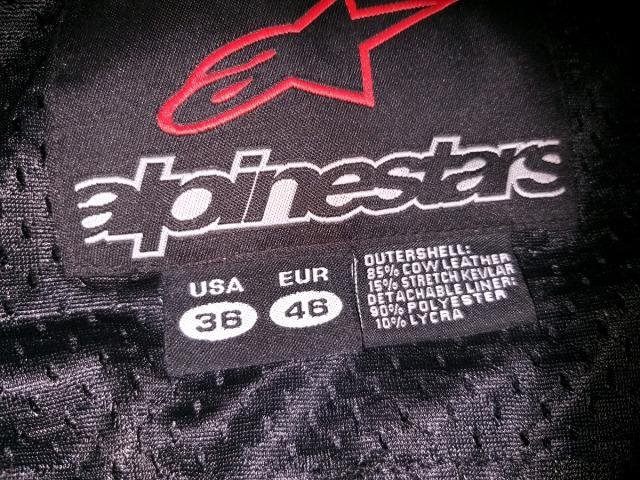 alpinestars
USA EUR
36 46
OUTERSHELL:
85% COW LEATHER
15% STRETCH KEVLAR
DETACHABLE LINER:
90% POLYESTER
10% LYCRA